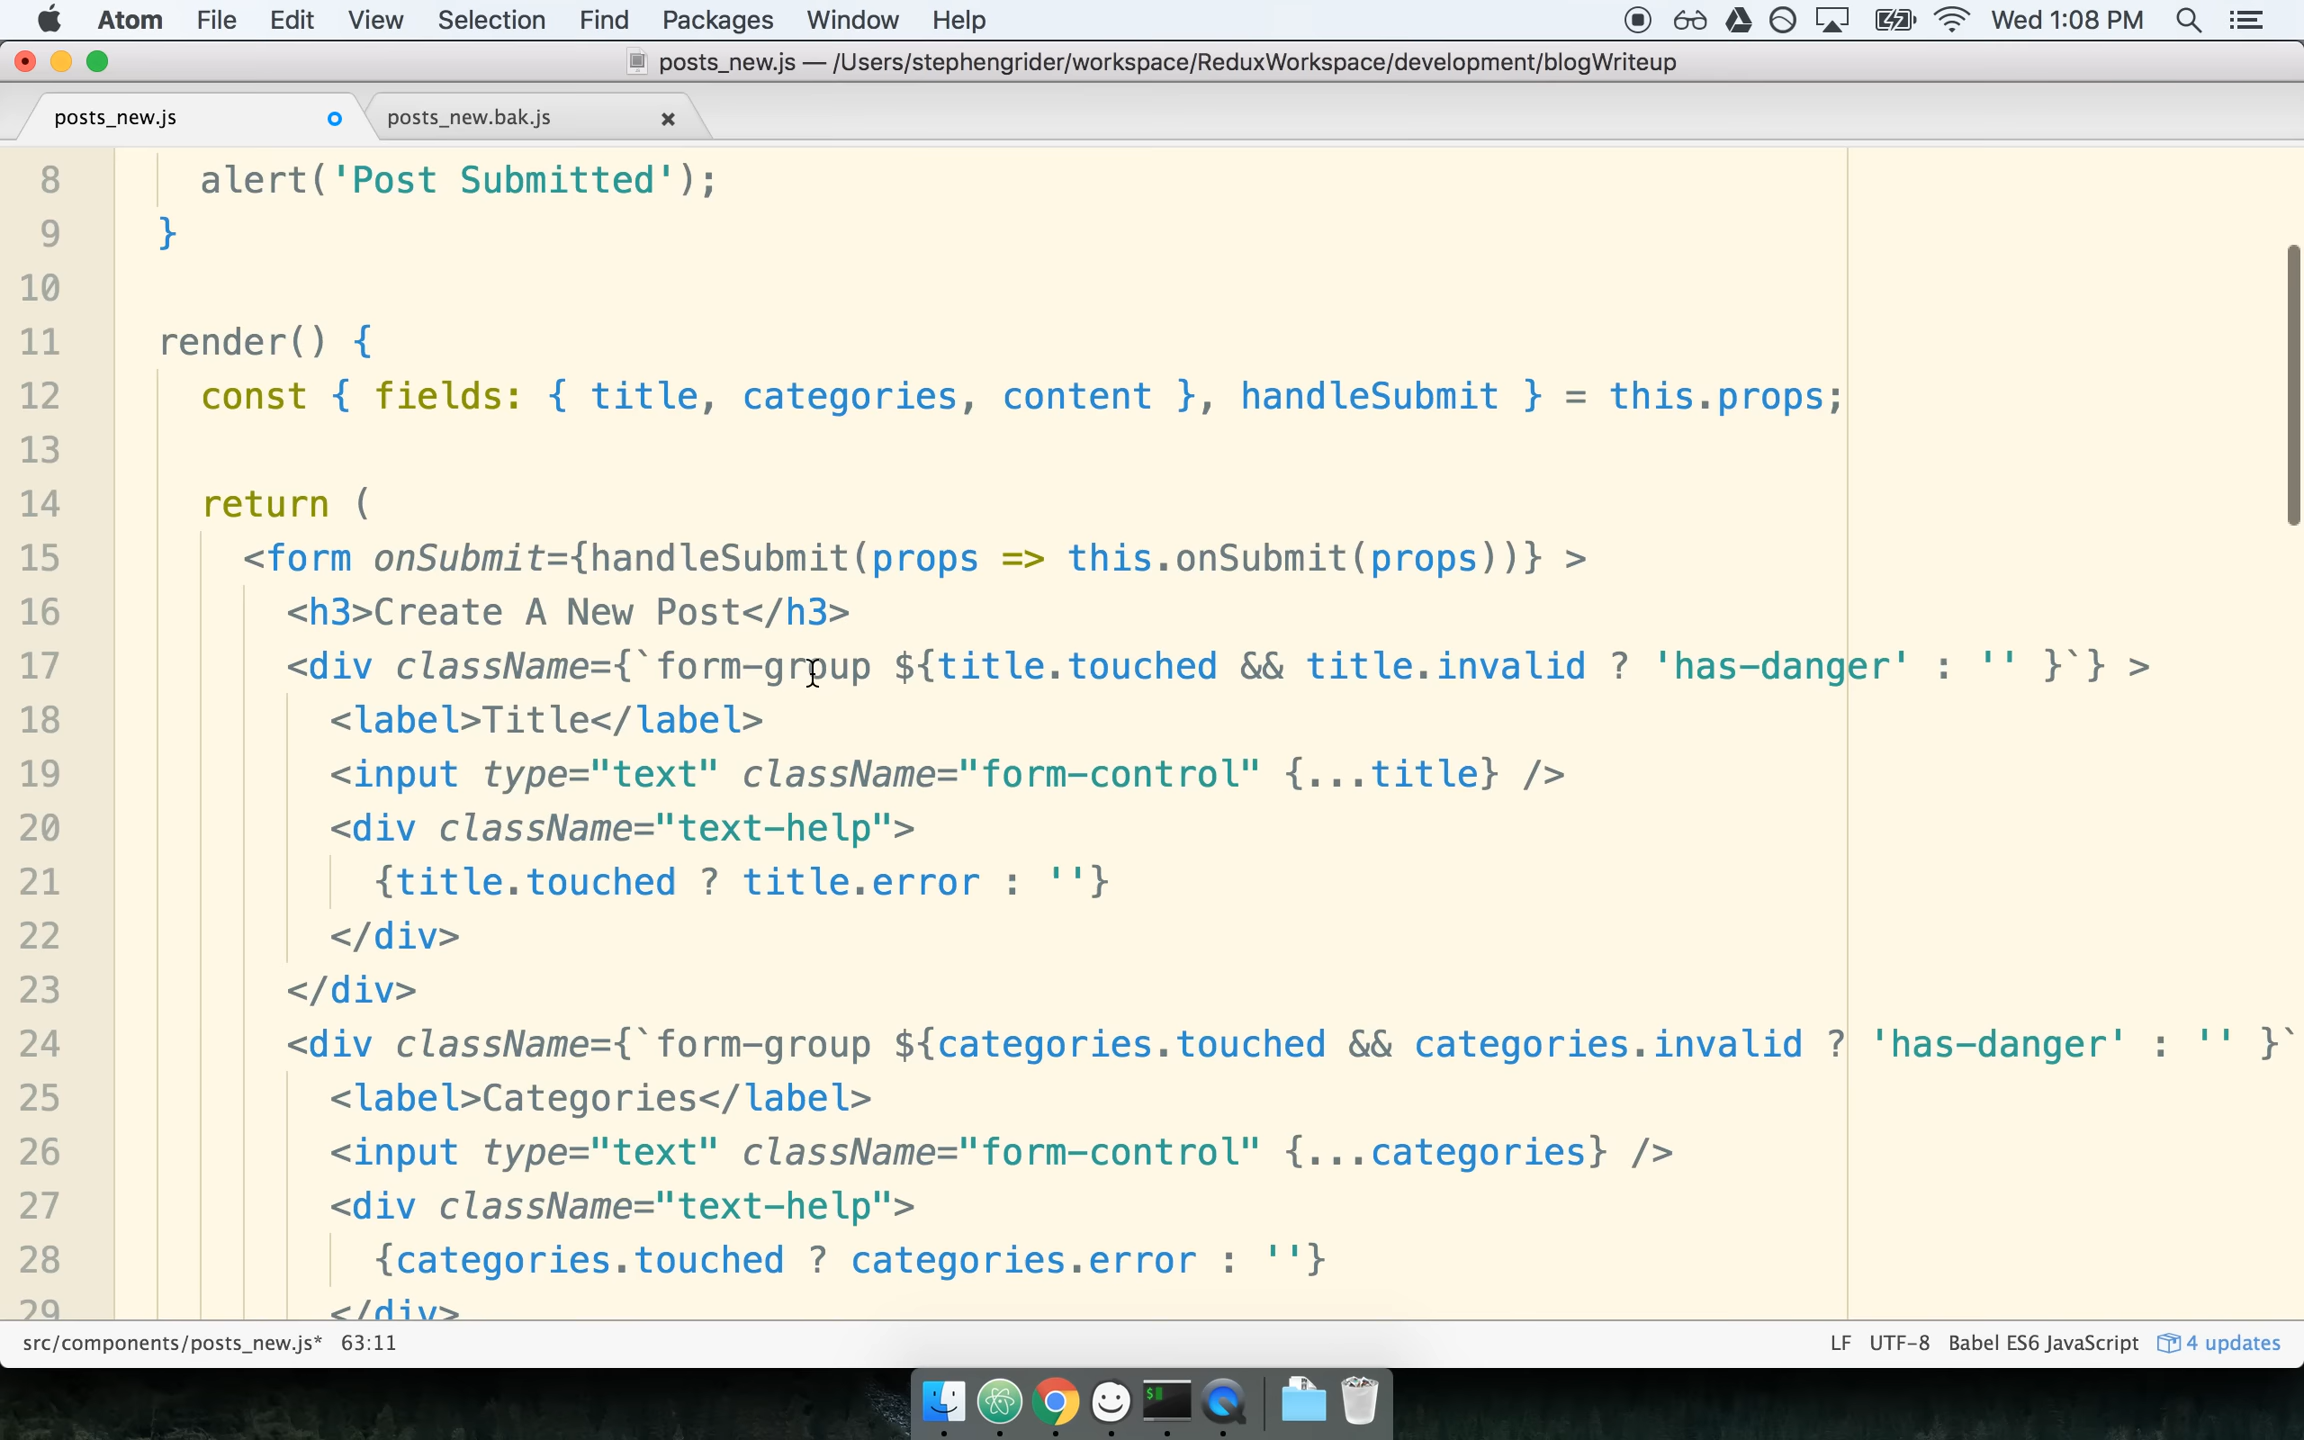 Atom File Edit View Selection Find Packages Window Help Wed 1:08 PM
posts_new.js — /Users/stephengrider/workspace/ReduxWorkspace/development/blogWriteup
posts_new.js posts_new.bak.js
8 alert('Post Submitted');
9 }
10
11 render() {
12 const { fields: { title, categories, content }, handleSubmit } = this.props;
13
14 return (
15 <form onSubmit={handleSubmit(props => this.onSubmit(props))} >
16 <h3>Create A New Post</h3>
17 <div className={`form-group ${title.touched && title.invalid ? 'has-danger' : '' }`} >
18 <label>Title</label>
19 <input type="text" className="form-control" {...title} />
20 <div className="text-help">
21 {title.touched ? title.error : ''}
22 </div>
23 </div>
24 <div className={`form-group ${categories.touched && categories.invalid ? 'has-danger' : '' }`
25 <label>Categories</label>
26 <input type="text" className="form-control" {...categories} />
27 <div className="text-help">
28 {categories.touched ? categories.error : ''}
29 </div>
src/components/posts_new.js* 63:11 LF UTF-8 Babel ES6 JavaScript 4 updates